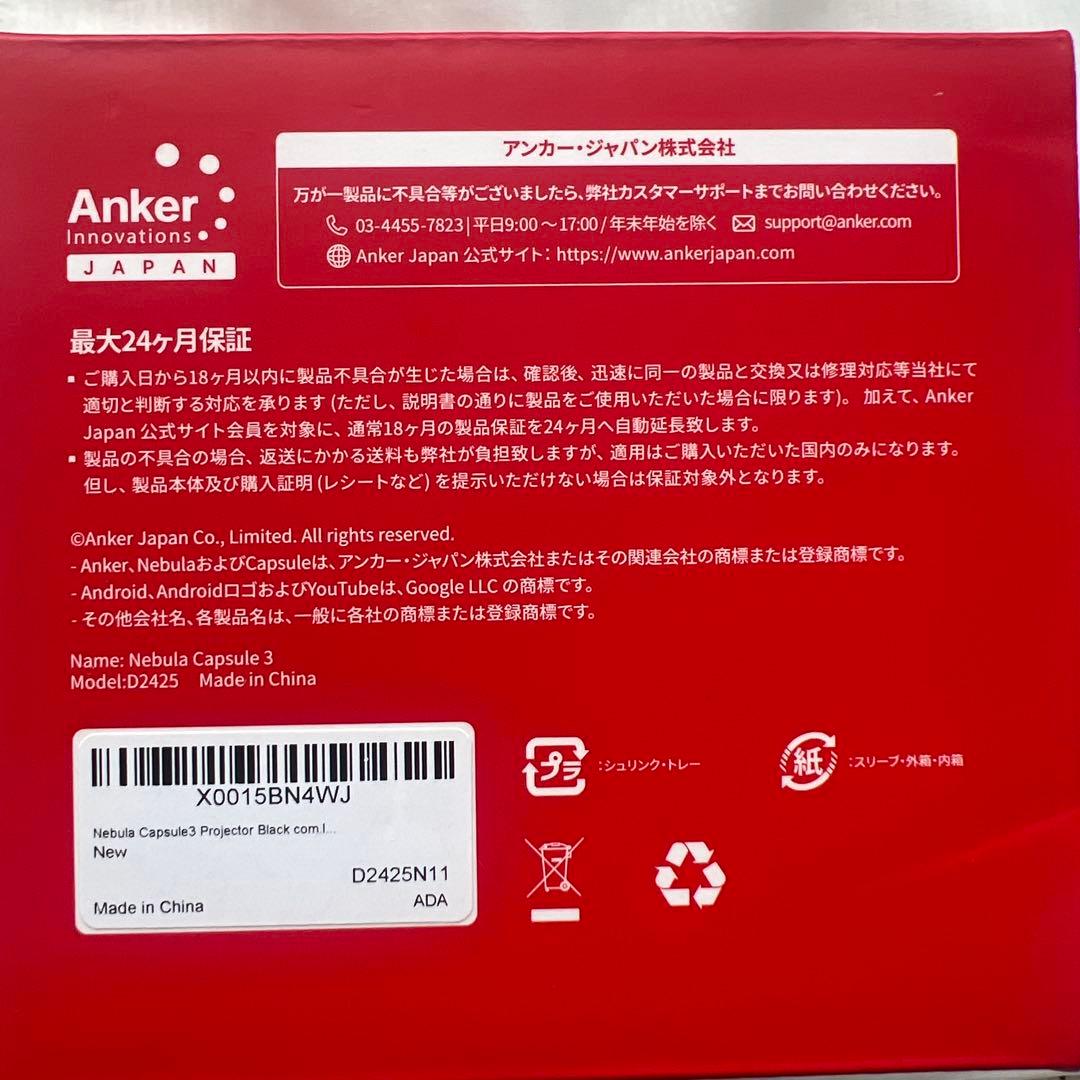 Anker
Innovations
JAPAN
アンカー・ジャパン株式会社
万が一製品に不具合等がございましたら、弊社カスタマーサポートまでお問い合わせください。
03-4455-7823|平日9:00～17:00/年末年始を除く support@anker.com
Anker Japan 公式サイト: https://www.ankerjapan.com
最大24ヶ月保証
▪ ご購入日から18ヶ月以内に製品不具合が生じた場合は、確認後、迅速に同一の製品と交換又は修理対応等当社にて
適切と判断する対応を承ります (ただし、説明書の通りに製品をご使用いただいた場合に限ります)。 加えて、Anker
Japan 公式サイト会員を対象に、通常18ヶ月の製品保証を24ヶ月へ自動延長致します。
▪ 製品の不具合の場合、返送にかかる送料も弊社が負担致しますが、適用はご購入いただいた国内のみになります。
但し、製品本体及び購入証明 (レシートなど) を提示いただけない場合は保証対象外となります。
©Anker Japan Co., Limited. All rights reserved.
- Anker、NebulaおよびCapsuleは、アンカー・ジャパン株式会社またはその関連会社の商標または登録商標です。
- Android、AndroidロゴおよびYouTubeは、Google LLC の商標です。
- その他会社名、各製品名は、一般に各社の商標または登録商標です。
Name: Nebula Capsule 3
Model:D2425 Made in China
X0015BN4WJ
Nebula Capsule3 Projector Black com.l...
New
D2425N11
Made in China ADA
プラ :シュリンク・トレー
紙 :スリーブ・外箱・内箱